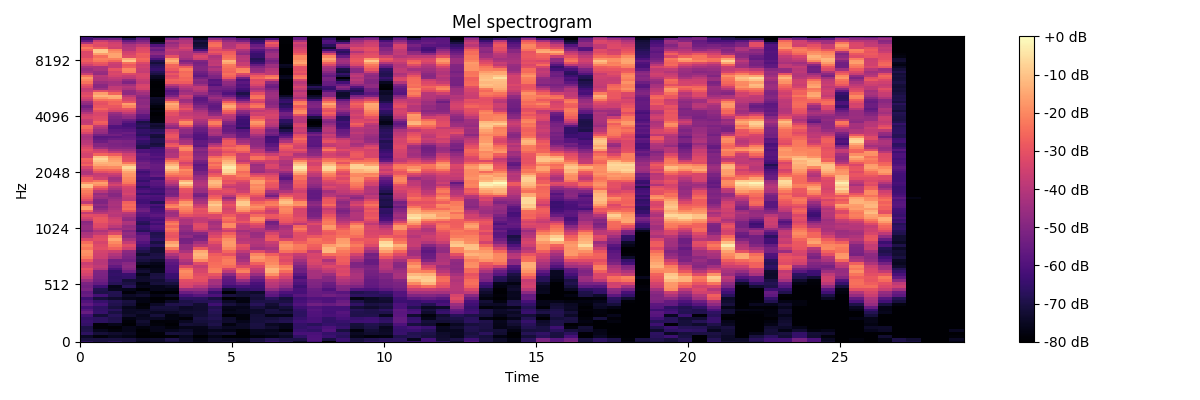 Mel spectrogram
8192
4096
2048
1024
512
0
Hz
0 5 10 15 20 25
Time
+0 dB
-10 dB
-20 dB
-30 dB
-40 dB
-50 dB
-60 dB
-70 dB
-80 dB